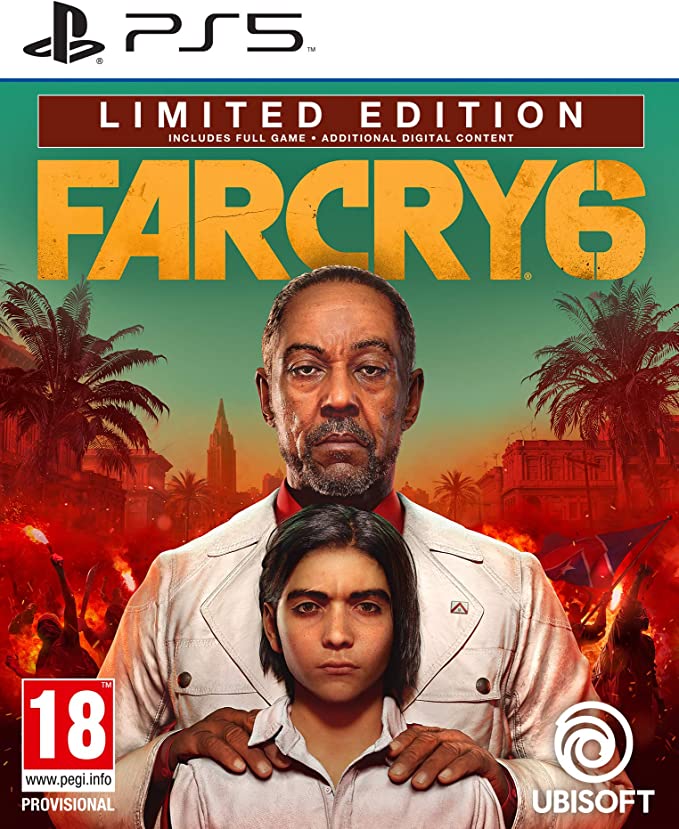 PS5
LIMITED EDITION
INCLUDES FULL GAME • ADDITIONAL DIGITAL CONTENT
FARCRY6
18
www.pegi.info
PROVISIONAL
UBISOFT